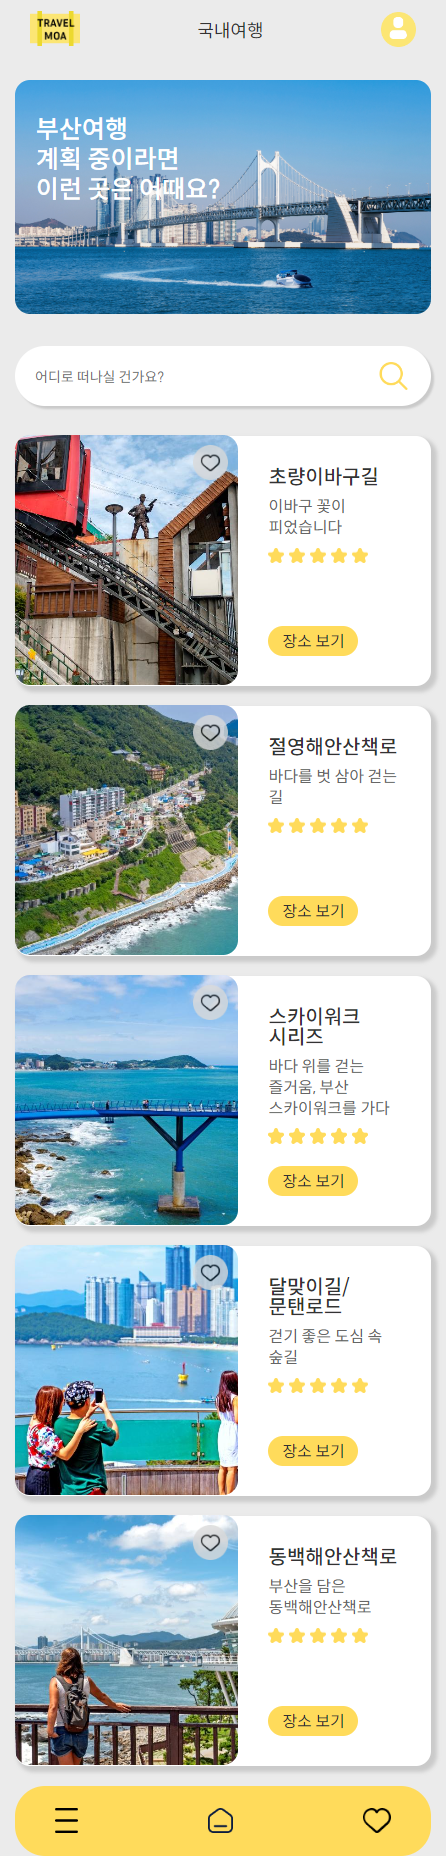 TRAVEL
MOA
국내여행
부산여행
계획 중이라면
이런 곳은 어때요?
어디로 떠나실 건가요?
초량이바구길
이바구 꽃이
피었습니다
장소 보기
절영해안산책로
바다를 벗 삼아 걷는
길
장소 보기
스카이워크
시리즈
바다 위를 걷는
즐거움, 부산
스카이워크를 가다
장소 보기
달맞이길/
문탠로드
걷기 좋은 도심 속
숲길
장소 보기
동백해안산책로
부산을 담은
동백해안산책로
장소 보기